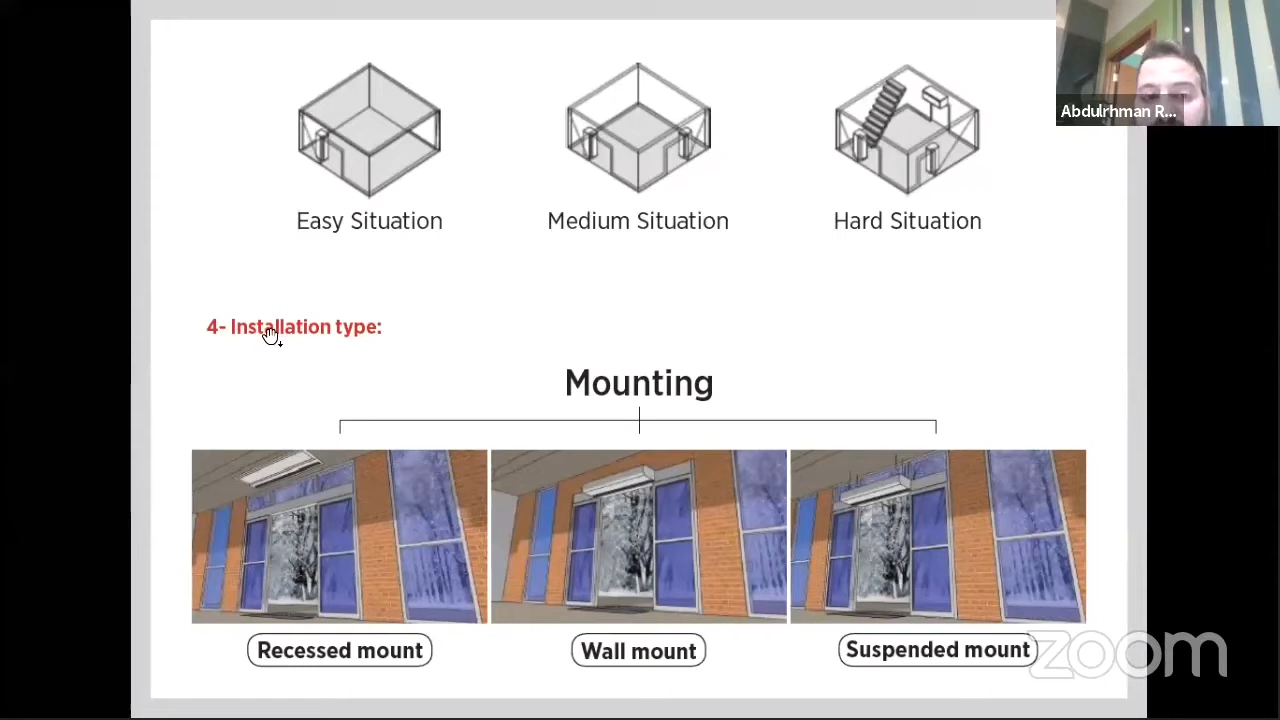 Abdulrhman R...
Easy Situation
Medium Situation
Hard Situation
4- Installation type:
Mounting
Recessed mount
Wall mount
Suspended mount
zoom